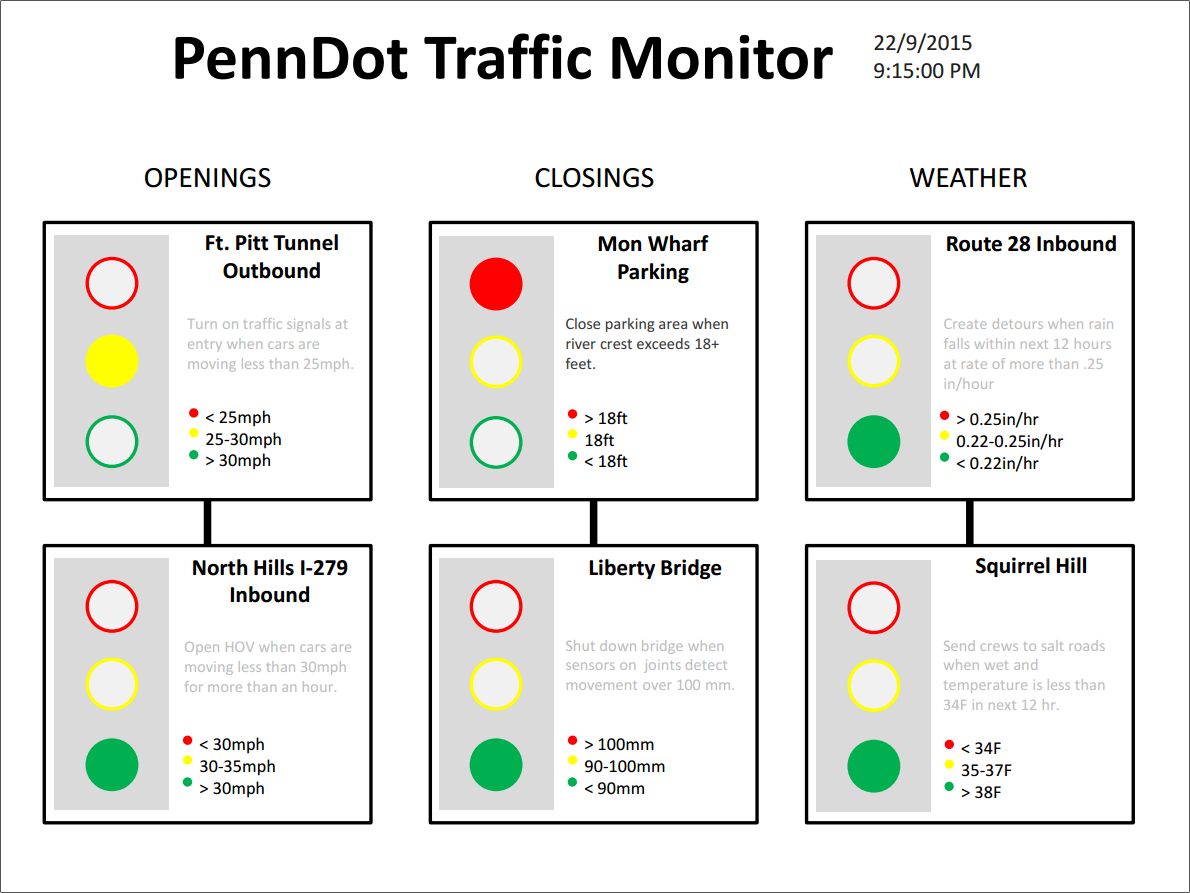 PennDot Traffic Monitor
22/9/2015
9:15:00 PM
OPENINGS
CLOSINGS
WEATHER
Ft. Pitt Tunnel
Outbound
Turn on traffic signals at
entry when cars are
moving less than 25mph.
< 25mph
25-30mph
> 30mph
Mon Wharf
Parking
Close parking area when
river crest exceeds 18+
feet.
> 18ft
18ft
< 18ft
Route 28 Inbound
Create detours when rain
falls within next 12 hours
at rate of more than .25
in/hour
> 0.25in/hr
0.22-0.25in/hr
< 0.22in/hr
North Hills I-279
Inbound
Open HOV when cars are
moving less than 30mph
for more than an hour.
< 30mph
30-35mph
> 30mph
Liberty Bridge
Shut down bridge when
sensors on joints detect
movement over 100 mm.
> 100mm
90-100mm
< 90mm
Squirrel Hill
Send crews to salt roads
when wet and
temperature is less than
34F in next 12 hr.
< 34F
35-37F
> 38F